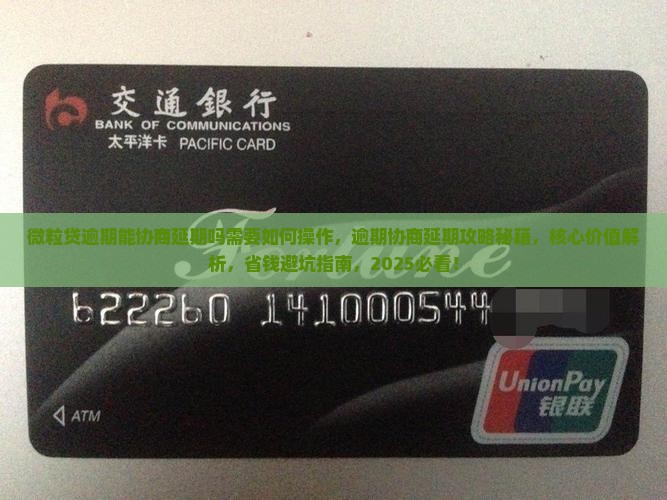 交通銀行
BANK OF COMMUNICATIONS
太平洋卡 PACIFIC CARD
Fortune
微粒贷逾期能协商延期吗需要如何操作，逾期协商延期攻略秘籍，核心价值解
析，省钱避坑指南，2025必看！
622260 141000544
UnionPay
银联
ATM